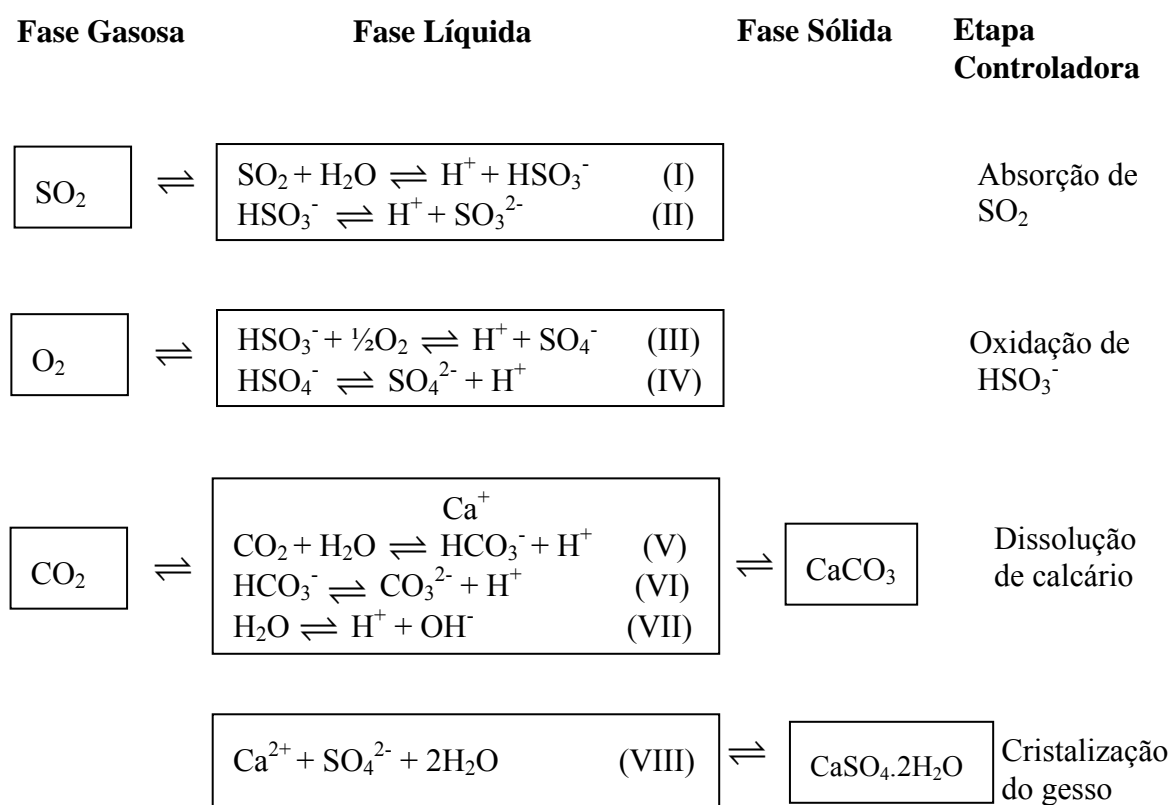 Fase Gasosa Fase Líquida Fase Sólida Etapa
Controladora
SO₂ ⇌ SO₂ + H₂O ⇌ H⁺ + HSO₃⁻ (I) Absorção de
HSO₃⁻ ⇌ H⁺ + SO₃²⁻ (II) SO₂
O₂ ⇌ HSO₃⁻ + ½O₂ ⇌ H⁺ + SO₄⁻ (III) Oxidação de
HSO₄⁻ ⇌ SO₄²⁻ + H⁺ (IV) HSO₃⁻
Ca⁺
CO₂ + H₂O ⇌ HCO₃⁻ + H⁺ (V) Dissolução
CO₂ ⇌ HCO₃⁻ ⇌ CO₃²⁻ + H⁺ (VI) ⇌ CaCO₃ de calcário
H₂O ⇌ H⁺ + OH⁻ (VII)
Ca²⁺ + SO₄²⁻ + 2H₂O (VIII) ⇌ CaSO₄.2H₂O Cristalização
do gesso